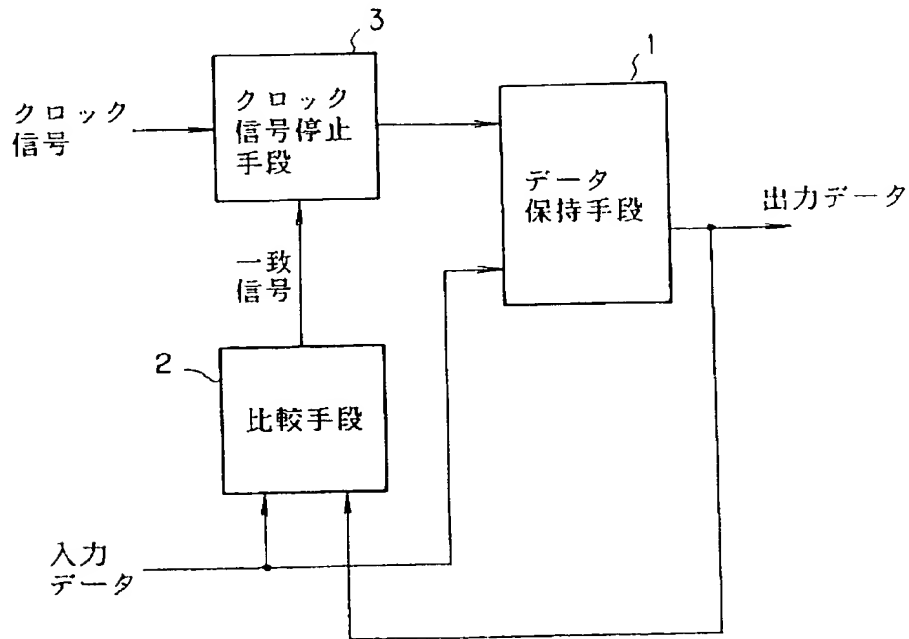 3
1
クロック
信号
クロック
信号停止
手段
データ
保持手段
出力データ
一致
信号
2
比較手段
入力
データ